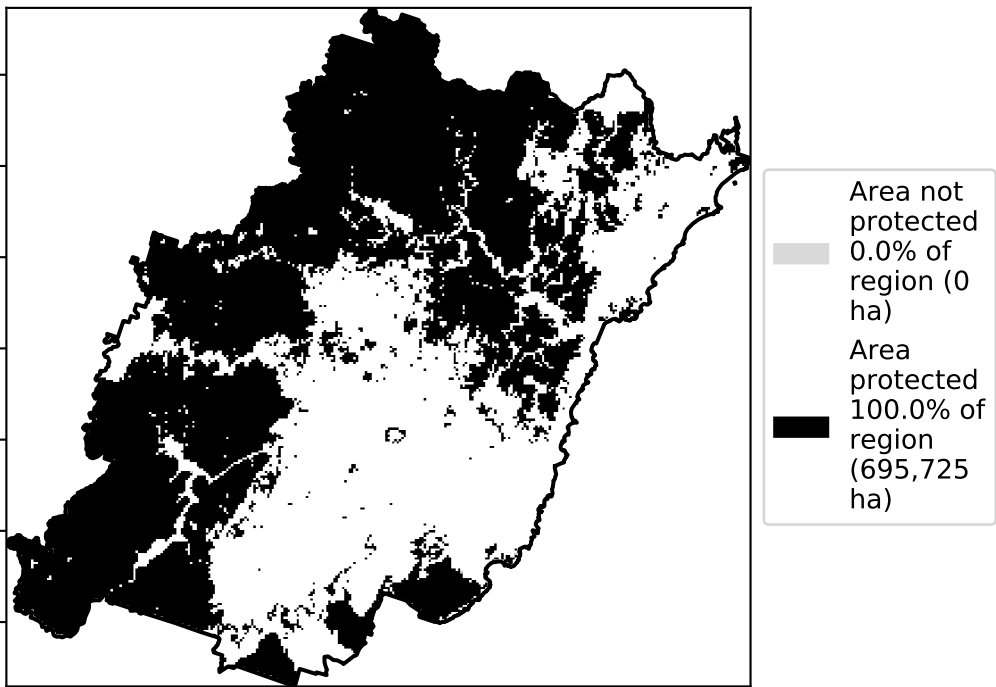 Area not
protected
0.0% of
region (0
ha)
Area
protected
100.0% of
region
(695,725
ha)